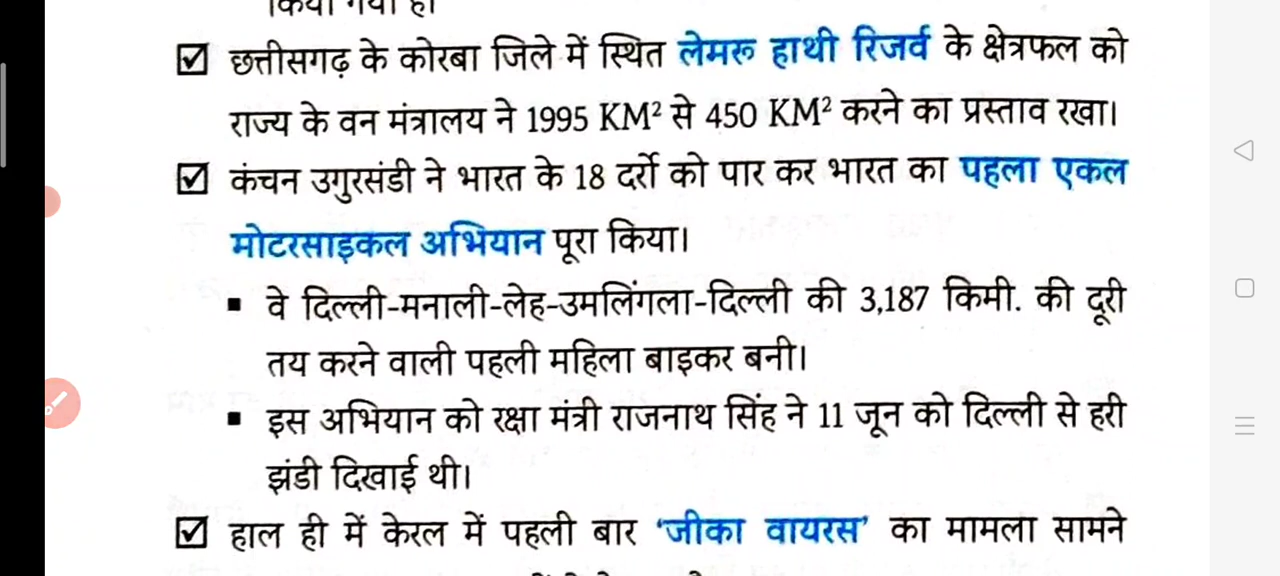 किया गया है।
छत्तीसगढ़ के कोरबा जिले में स्थित लेमरू हाथी रिजर्व के क्षेत्रफल को
राज्य के वन मंत्रालय ने 1995 KM² से 450 KM² करने का प्रस्ताव रखा।
कंचन उगुरसंडी ने भारत के 18 दर्रो को पार कर भारत का पहला एकल
मोटरसाइकल अभियान पूरा किया।
▪ वे दिल्ली-मनाली-लेह-उमलिंगला-दिल्ली की 3,187 किमी. की दूरी
तय करने वाली पहली महिला बाइकर बनी।
▪ इस अभियान को रक्षा मंत्री राजनाथ सिंह ने 11 जून को दिल्ली से हरी
झंडी दिखाई थी।
हाल ही में केरल में पहली बार ‘जीका वायरस’ का मामला सामने